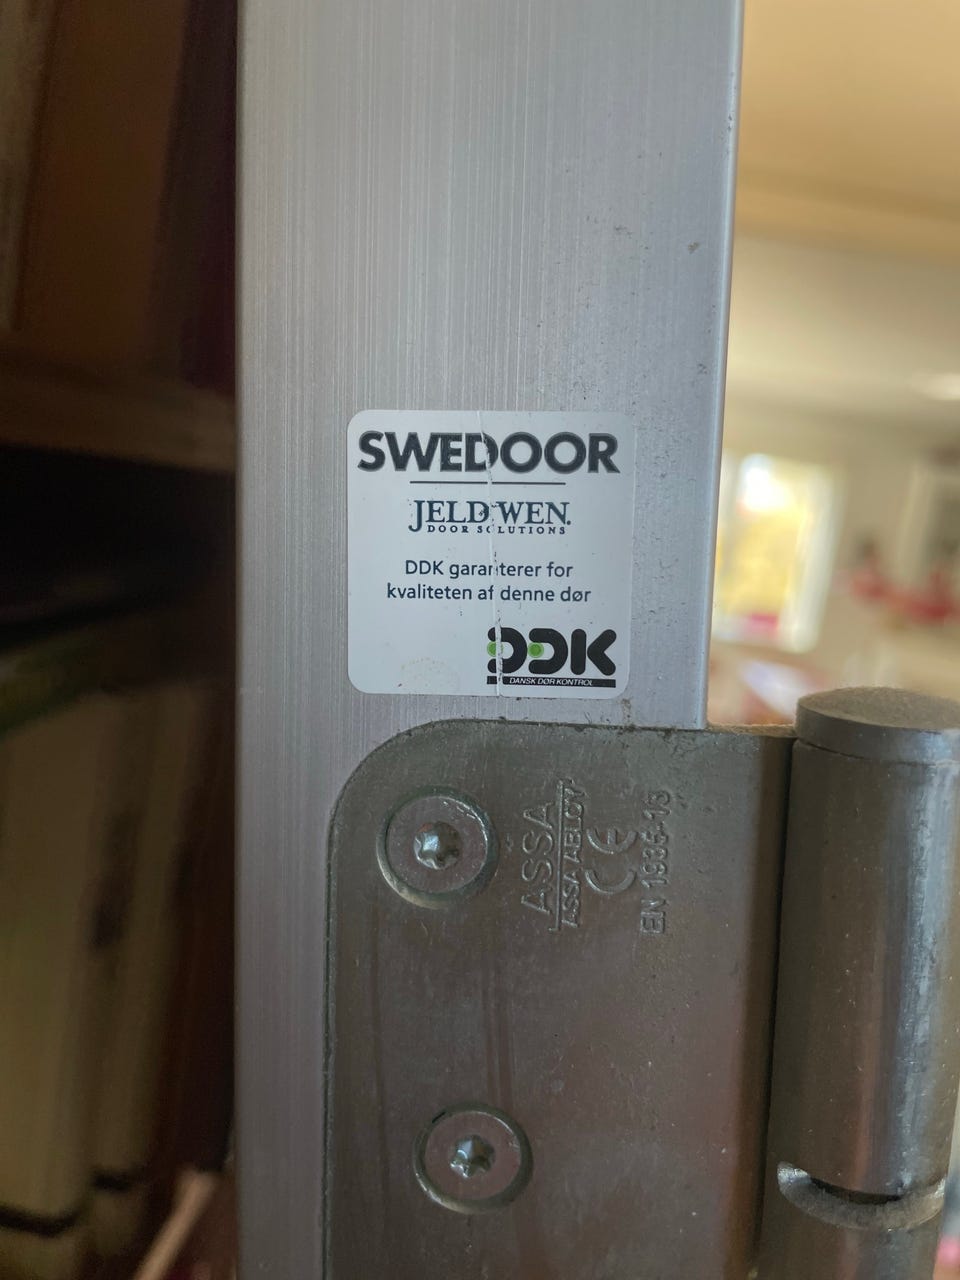 SWEDOOR
JELD WEN.
DOOR SOLUTIONS
DDK garanterer for
kvaliteten af denne dør
DDK
DANSK DØR KONTROL
ASSA
ASSA ABLOY
CE
EN 1935-13